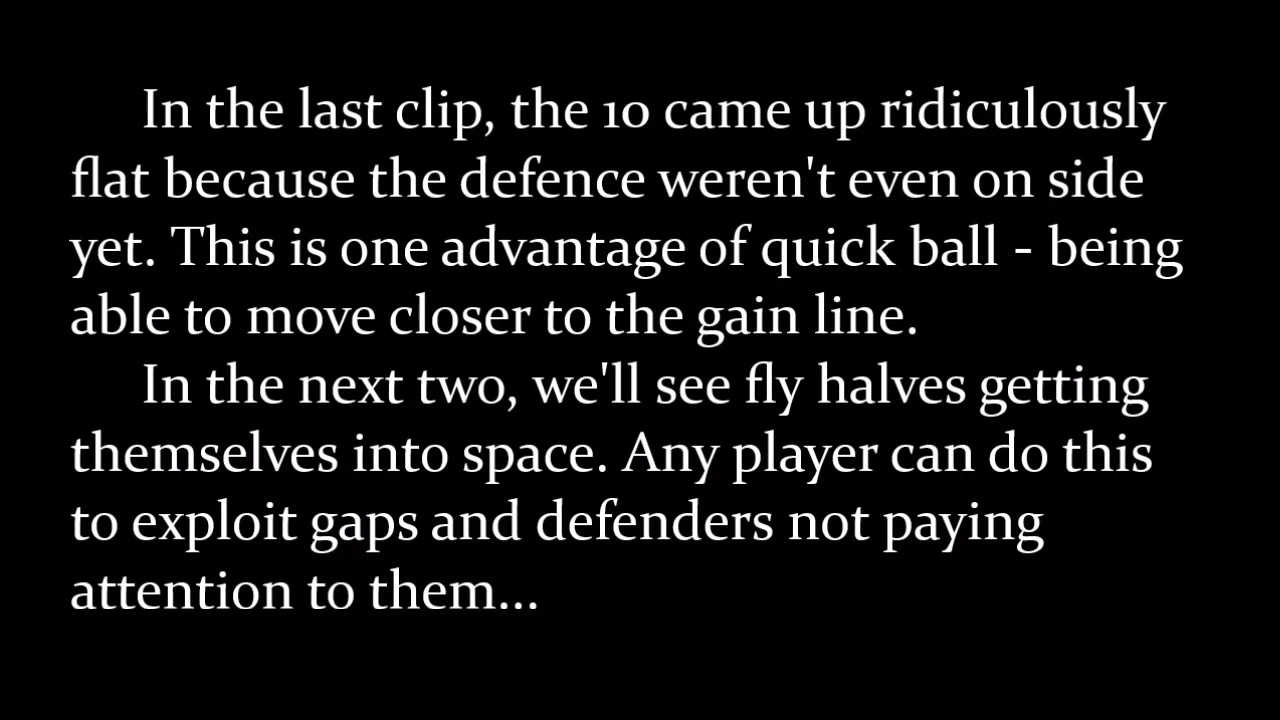 In the last clip, the 10 came up ridiculously
flat because the defence weren't even on side
yet. This is one advantage of quick ball - being
able to move closer to the gain line.
In the next two, we'll see fly halves getting
themselves into space. Any player can do this
to exploit gaps and defenders not paying
attention to them...